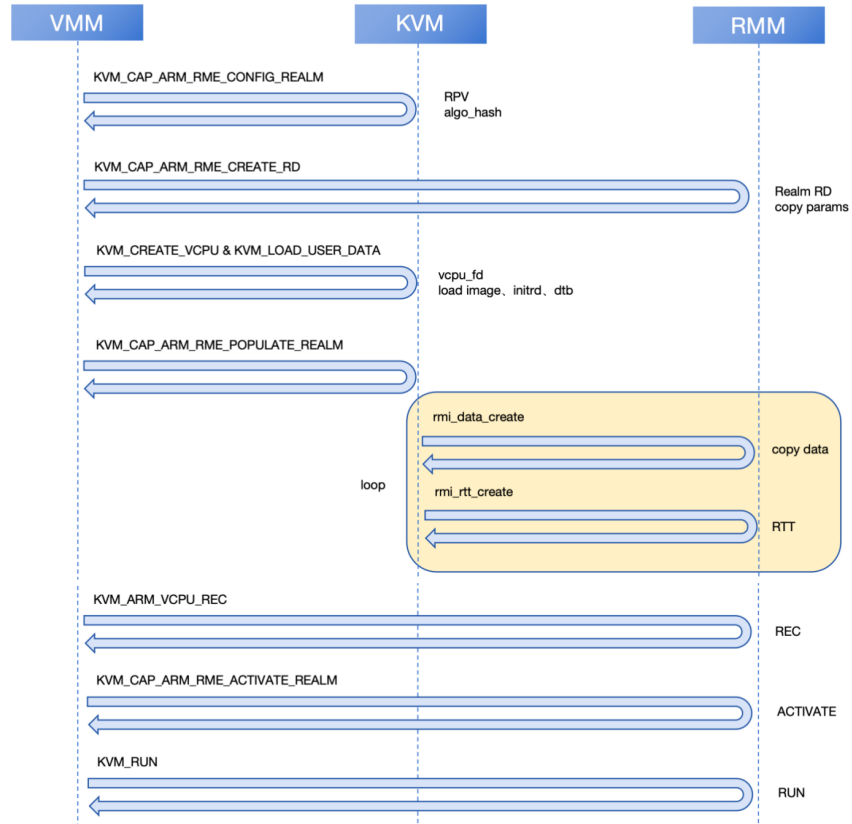 VMM
KVM
RMM
KVM_CAP_ARM_RME_CONFIG_REALM
RPV
algo_hash
KVM_CAP_ARM_RME_CREATE_RD
Realm RD
copy params
KVM_CREATE_VCPU & KVM_LOAD_USER_DATA
vcpu_fd
load image、initrd、dtb
KVM_CAP_ARM_RME_POPULATE_REALM
rmi_data_create
copy data
loop
rmi_rtt_create
RTT
KVM_ARM_VCPU_REC
REC
KVM_CAP_ARM_RME_ACTIVATE_REALM
ACTIVATE
KVM_RUN
RUN